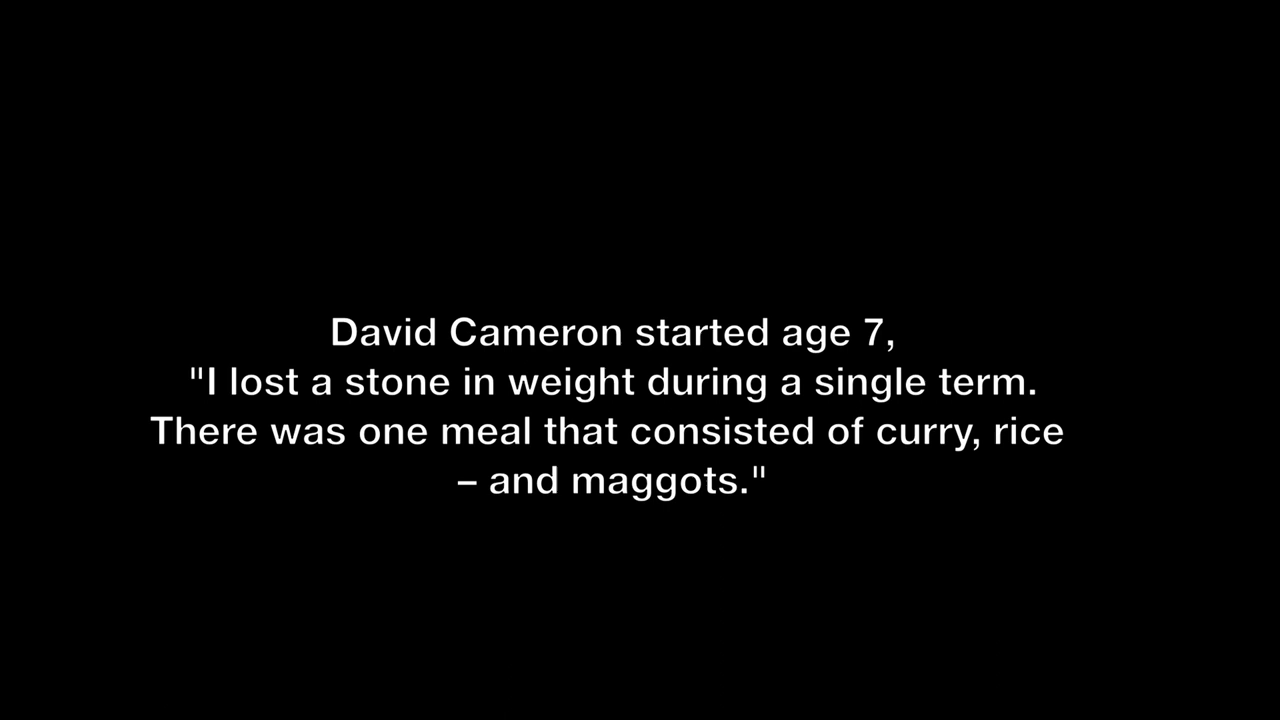 David Cameron started age 7,
"I lost a stone in weight during a single term.
There was one meal that consisted of curry, rice
– and maggots."